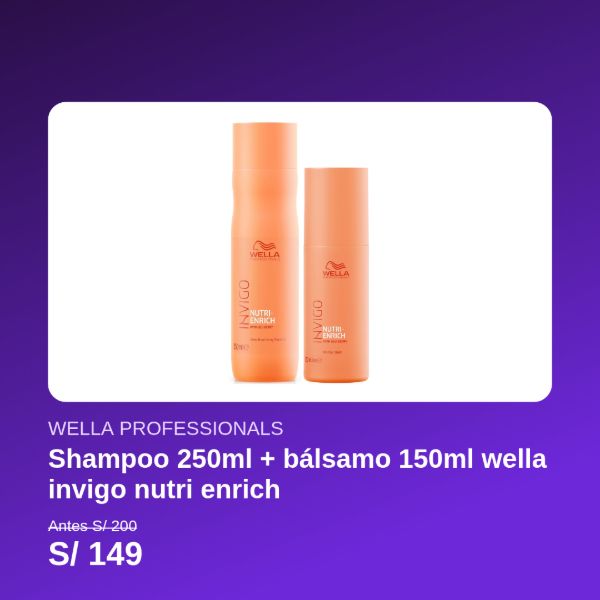 WELLA
INVIGO
NUTRI-
ENRICH
WELLA
INVIGO
NUTRI-
ENRICH
WELLA PROFESSIONALS
Shampoo 250ml + bálsamo 150ml wella
invigo nutri enrich
Antes S/ 200
S/ 149